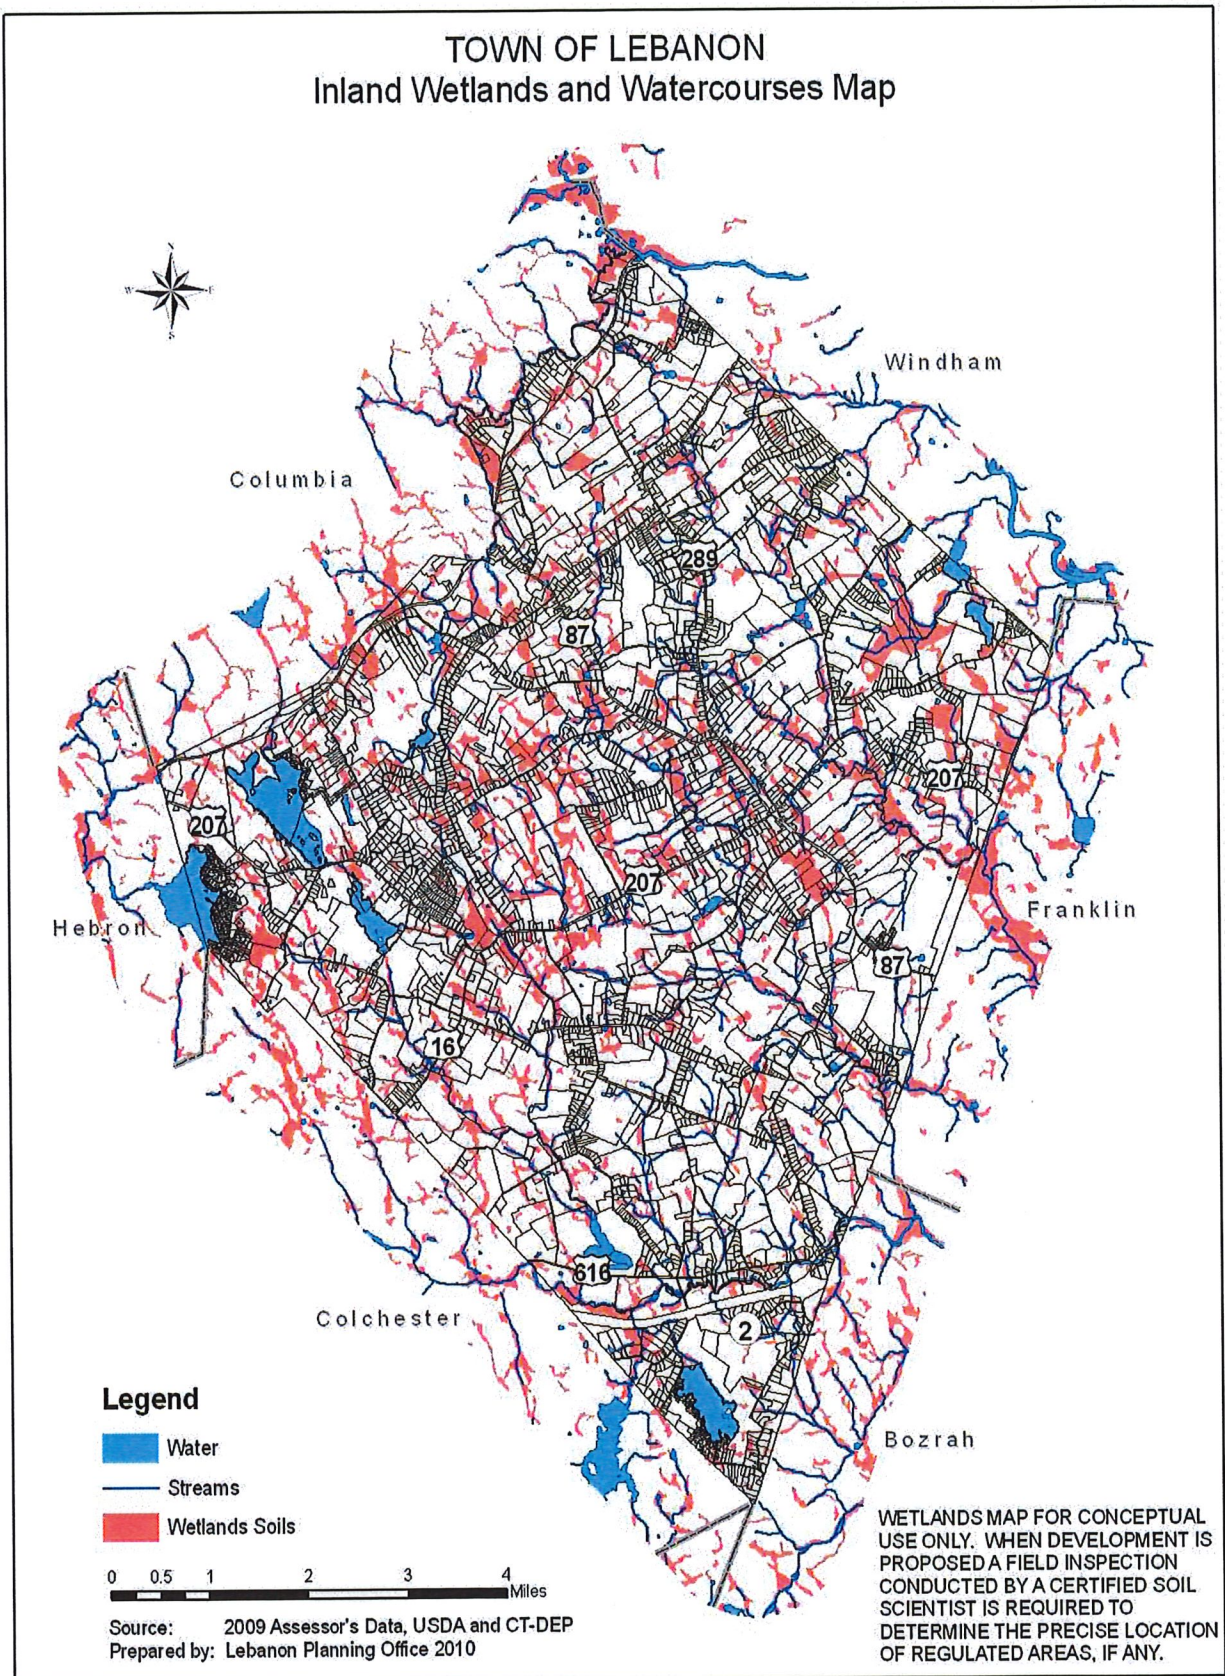 TOWN OF LEBANON
Inland Wetlands and Watercourses Map
N
W
E
S
Windham
Columbia
289
87
207
207
207
Hebron
Franklin
87
16
616
Colchester
2
Legend
Water
Streams
Wetlands Soils
Bozrah
0 0.5 1 2 3 4
Miles
Source: 2009 Assessor's Data, USDA and CT-DEP
Prepared by: Lebanon Planning Office 2010
WETLANDS MAP FOR CONCEPTUAL
USE ONLY. WHEN DEVELOPMENT IS
PROPOSED A FIELD INSPECTION
CONDUCTED BY A CERTIFIED SOIL
SCIENTIST IS REQUIRED TO
DETERMINE THE PRECISE LOCATION
OF REGULATED AREAS, IF ANY.